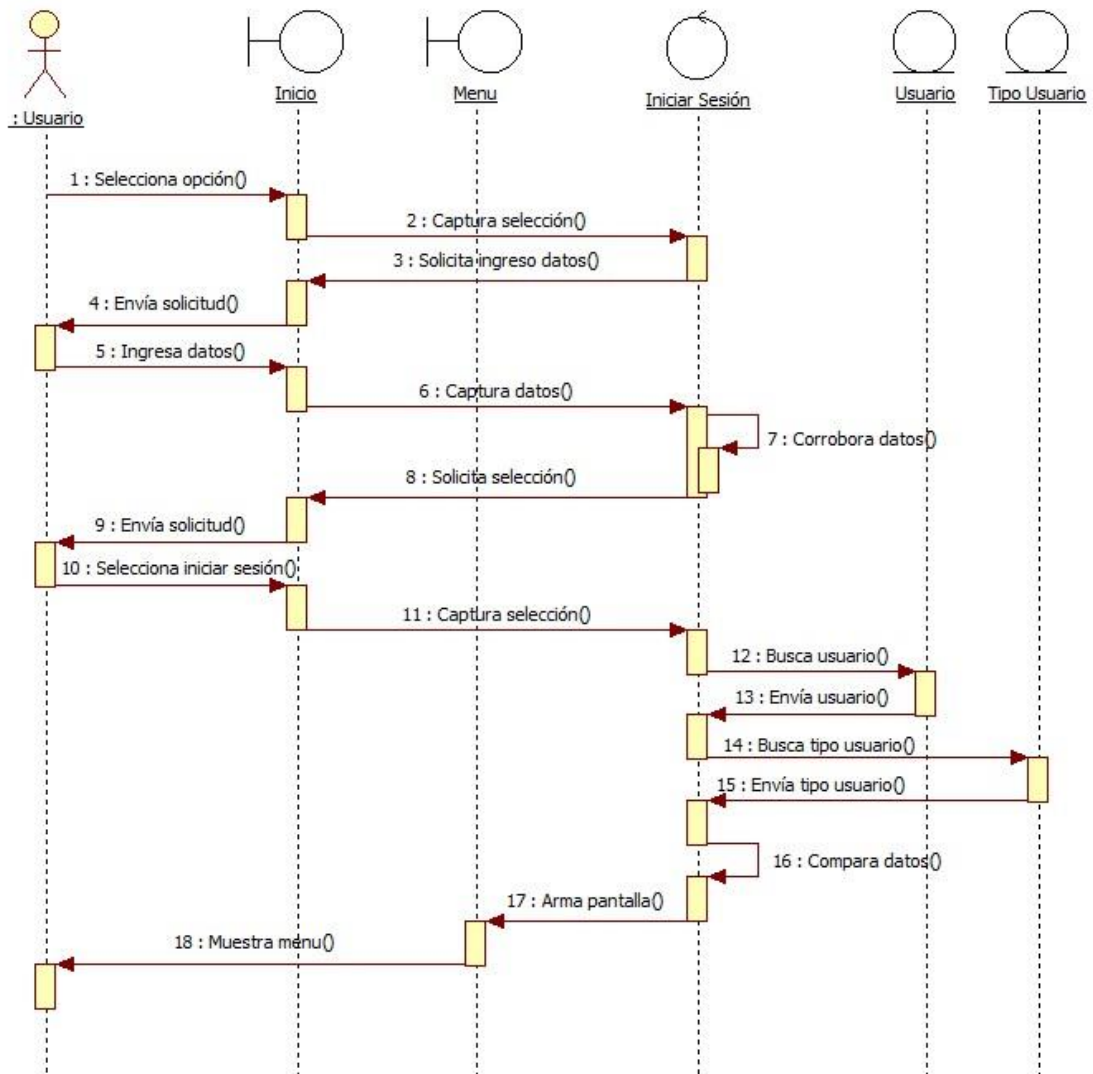 : Usuario
Inicio
Menu
Iniciar Sesión
Usuario
Tipo Usuario
1 : Selecciona opción()
2 : Captura selección()
3 : Solicita ingreso datos()
4 : Envía solicitud()
5 : Ingresa datos()
6 : Captura datos()
7 : Corrobora datos()
8 : Solicita selección()
9 : Envía solicitud()
10 : Selecciona iniciar sesión()
11 : Captura selección()
12 : Busca usuario()
13 : Envía usuario()
14 : Busca tipo usuario()
15 : Envía tipo usuario()
16 : Compara datos()
17 : Arma pantalla()
18 : Muestra menu()